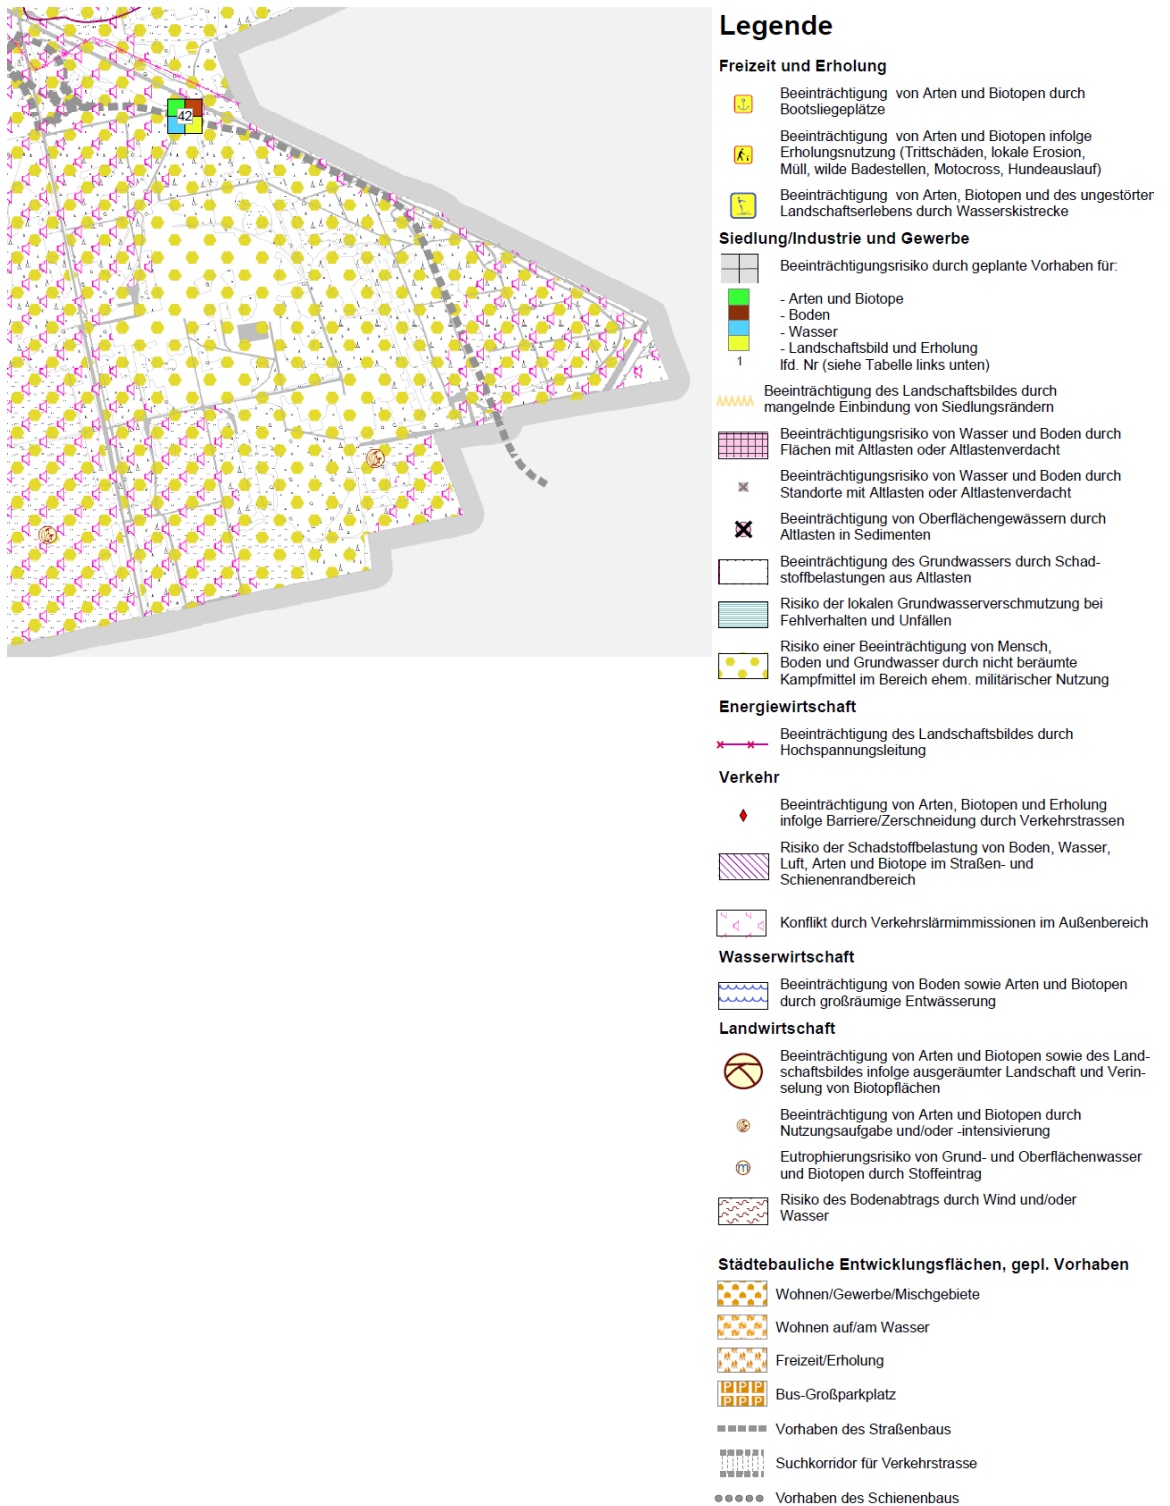 42
Legende
Freizeit und Erholung
Beeinträchtigung von Arten und Biotopen durch
Bootsliegeplätze
Beeinträchtigung von Arten und Biotopen infolge
Erholungsnutzung (Trittschäden, lokale Erosion,
Müll, wilde Badestellen, Motocross, Hundeauslauf)
Beeinträchtigung von Arten, Biotopen und des ungestörten
Landschaftserlebens durch Wasserskistrecke
Siedlung/Industrie und Gewerbe
Beeinträchtigungsrisiko durch geplante Vorhaben für:
- Arten und Biotope
- Boden
- Wasser
- Landschaftsbild und Erholung
1 lfd. Nr (siehe Tabelle links unten)
Beeinträchtigung des Landschaftsbildes durch
mangelnde Einbindung von Siedlungsrändern
Beeinträchtigungsrisiko von Wasser und Boden durch
Flächen mit Altlasten oder Altlastenverdacht
Beeinträchtigungsrisiko von Wasser und Boden durch
Standorte mit Altlasten oder Altlastenverdacht
Beeinträchtigung von Oberflächengewässern durch
Altlasten in Sedimenten
Beeinträchtigung des Grundwassers durch Schad-
stoffbelastungen aus Altlasten
Risiko der lokalen Grundwasserverschmutzung bei
Fehlverhalten und Unfällen
Risiko einer Beeinträchtigung von Mensch,
Boden und Grundwasser durch nicht beräumte
Kampfmittel im Bereich ehem. militärischer Nutzung
Energiewirtschaft
Beeinträchtigung des Landschaftsbildes durch
Hochspannungsleitung
Verkehr
Beeinträchtigung von Arten, Biotopen und Erholung
infolge Barriere/Zerschneidung durch Verkehrstrassen
Risiko der Schadstoffbelastung von Boden, Wasser,
Luft, Arten und Biotope im Straßen- und
Schienenrandbereich
Konflikt durch Verkehrslärmimmissionen im Außenbereich
Wasserwirtschaft
Beeinträchtigung von Boden sowie Arten und Biotopen
durch großräumige Entwässerung
Landwirtschaft
Beeinträchtigung von Arten und Biotopen sowie des Land-
schaftsbildes infolge ausgeräumter Landschaft und Verin-
selung von Biotopflächen
Beeinträchtigung von Arten und Biotopen durch
Nutzungsaufgabe und/oder -intensivierung
m Eutrophierungsrisiko von Grund- und Oberflächenwasser
und Biotopen durch Stoffeintrag
Risiko des Bodenabtrags durch Wind und/oder
Wasser
Städtebauliche Entwicklungsflächen, gepl. Vorhaben
Wohnen/Gewerbe/Mischgebiete
Wohnen auf/am Wasser
Freizeit/Erholung
P P P
P P P
Bus-Großparkplatz
Vorhaben des Straßenbaus
Suchkorridor für Verkehrstrasse
Vorhaben des Schienenbaus